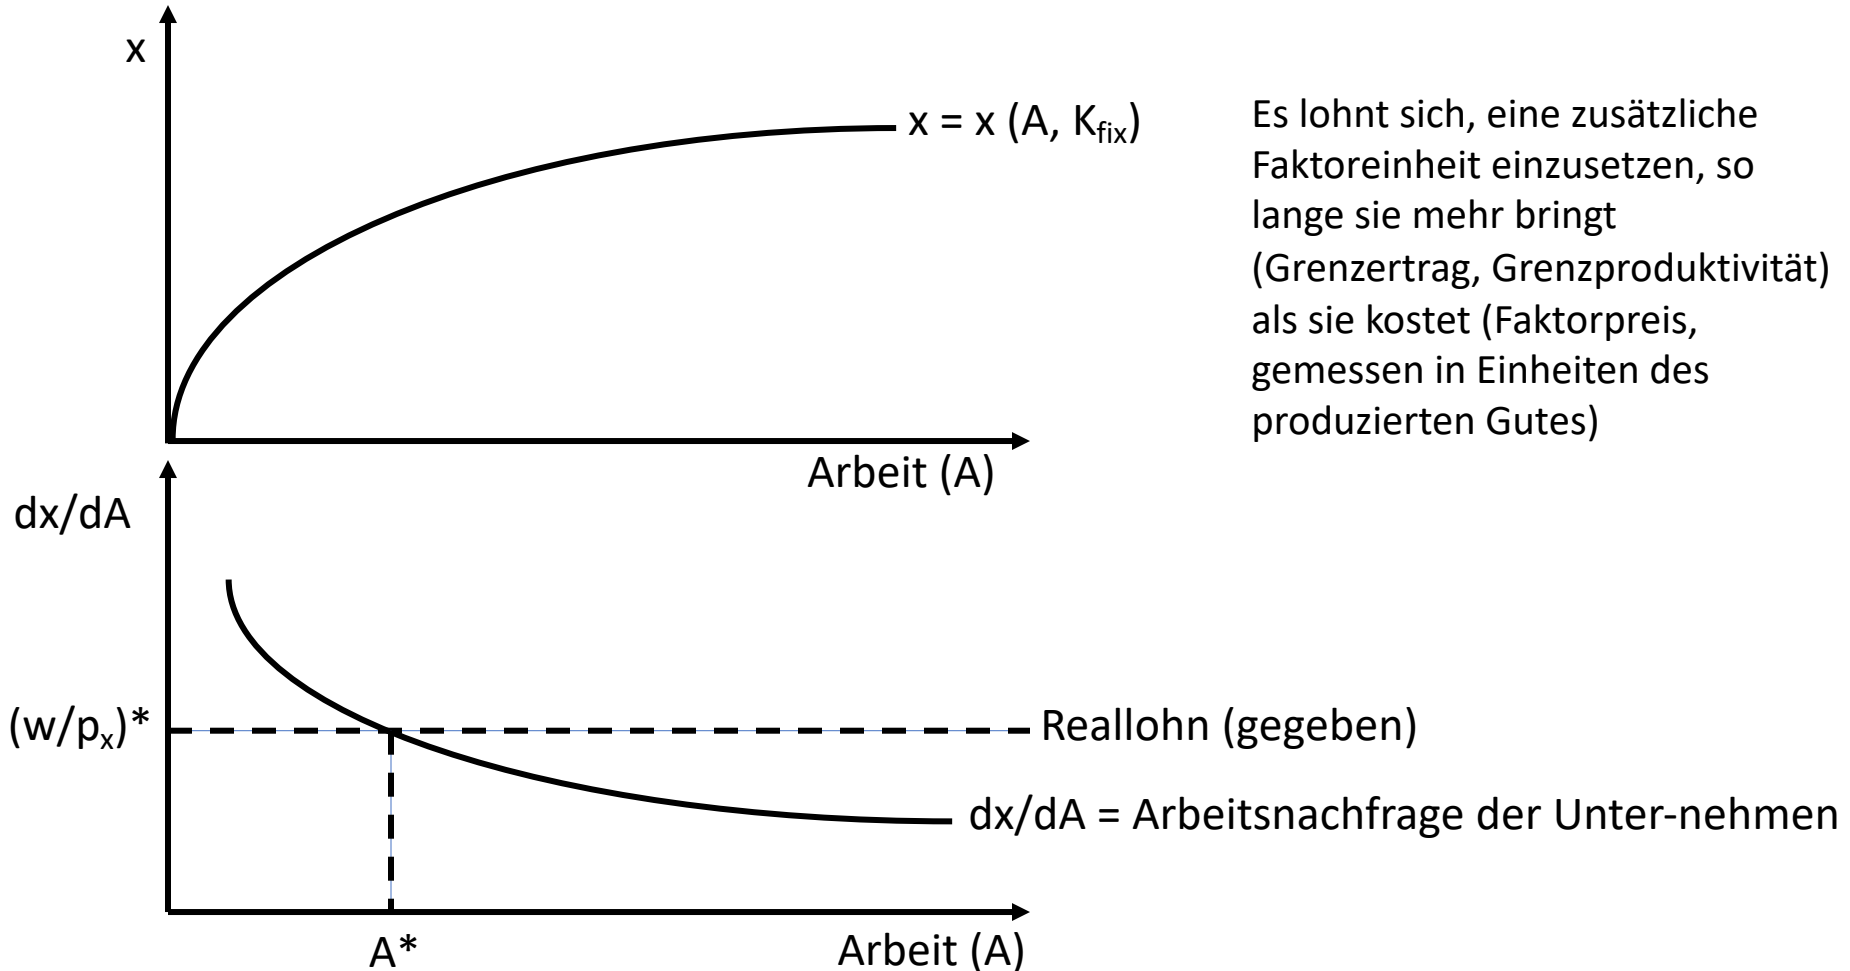 x
x = x (A, Kfix)
Es lohnt sich, eine zusätzliche
Faktoreinheit einzusetzen, so
lange sie mehr bringt
(Grenzertrag, Grenzproduktivität)
als sie kostet (Faktorpreis,
gemessen in Einheiten des
produzierten Gutes)
Arbeit (A)
dx/dA
(w/px)*
Reallohn (gegeben)
dx/dA = Arbeitsnachfrage der Unter-nehmen
A*
Arbeit (A)